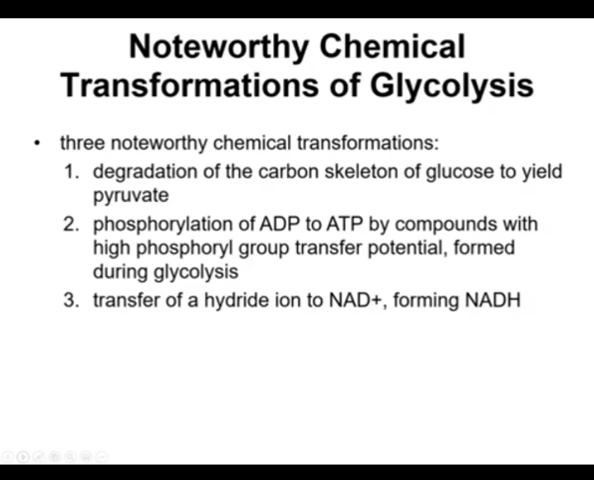 Noteworthy Chemical
Transformations of Glycolysis
• three noteworthy chemical transformations:
1. degradation of the carbon skeleton of glucose to yield
pyruvate
2. phosphorylation of ADP to ATP by compounds with
high phosphoryl group transfer potential, formed
during glycolysis
3. transfer of a hydride ion to NAD+, forming NADH